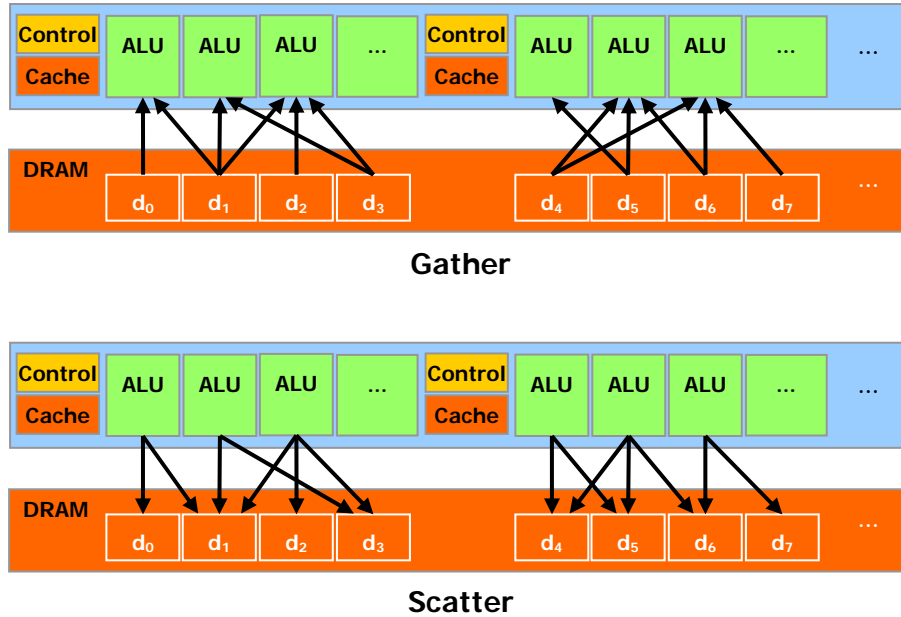 Control ALU ALU ALU ... Control ALU ALU ALU ... ...
Cache Cache
DRAM ...
d₀ d₁ d₂ d₃ d₄ d₅ d₆ d₇
Gather
Control ALU ALU ALU ... Control ALU ALU ALU ... ...
Cache Cache
DRAM ...
d₀ d₁ d₂ d₃ d₄ d₅ d₆ d₇
Scatter